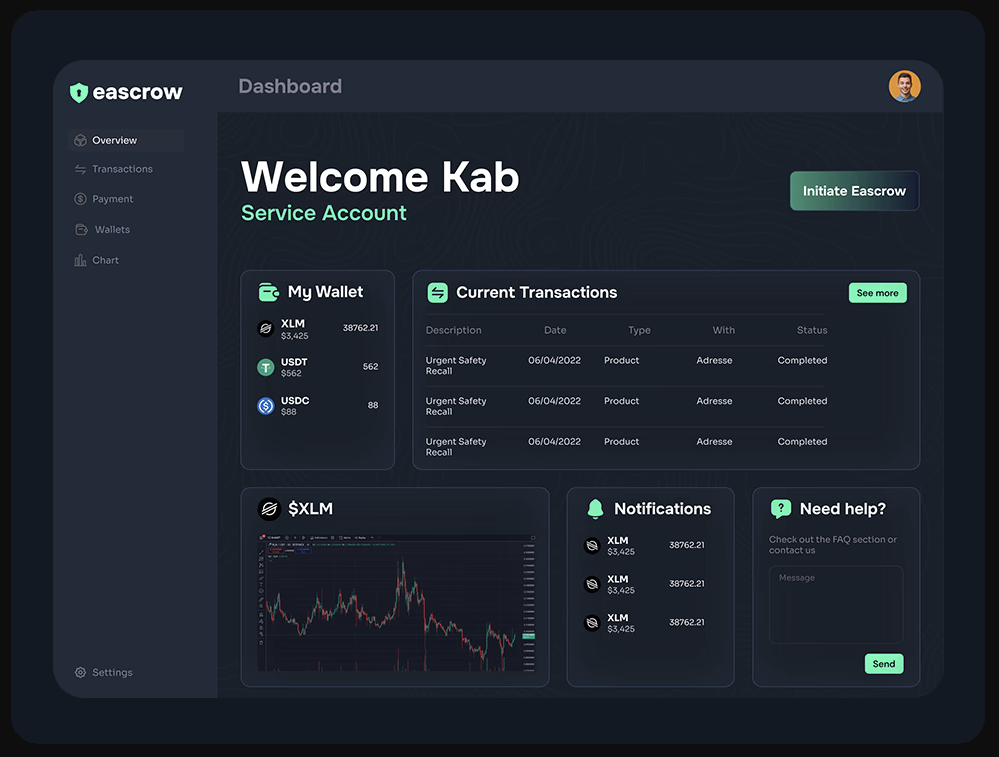 eascrow
Dashboard
Overview
Transactions
Payment
Wallets
Chart
Settings
Welcome Kab
Service Account
Initiate Eascrow
My Wallet
XLM 38762.21
$3,425
USDT 562
$562
USDC 88
$88
Current Transactions
See more
Description Date Type With Status
Urgent Safety 06/04/2022 Product Adresse Completed
Recall
Urgent Safety 06/04/2022 Product Adresse Completed
Recall
Urgent Safety 06/04/2022 Product Adresse Completed
Recall
$XLM
Notifications
XLM 38762.21
$3,425
XLM 38762.21
$3,425
XLM 38762.21
$3,425
Need help?
Check out the FAQ section or
contact us
Message
Send